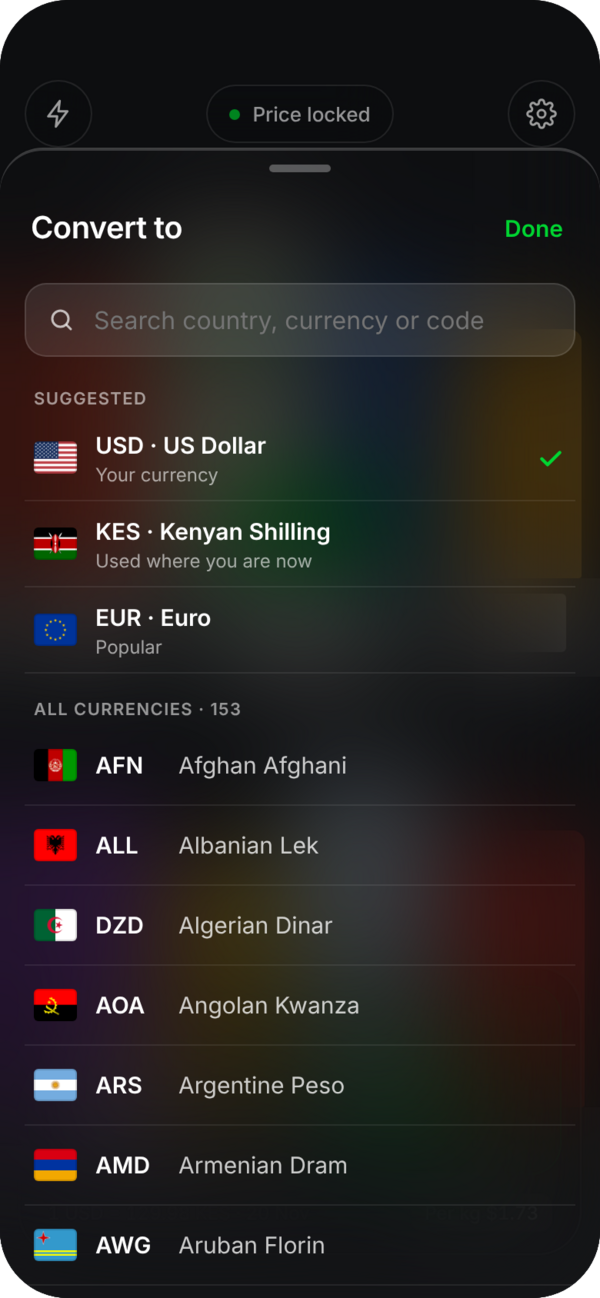 Price locked
Convert to
Done
Search country, currency or code
SUGGESTED
USD · US Dollar
Your currency
KES · Kenyan Shilling
Used where you are now
EUR · Euro
Popular
ALL CURRENCIES · 153
AFN Afghan Afghani
ALL Albanian Lek
DZD Algerian Dinar
AOA Angolan Kwanza
ARS Argentine Peso
AMD Armenian Dram
AWG Aruban Florin